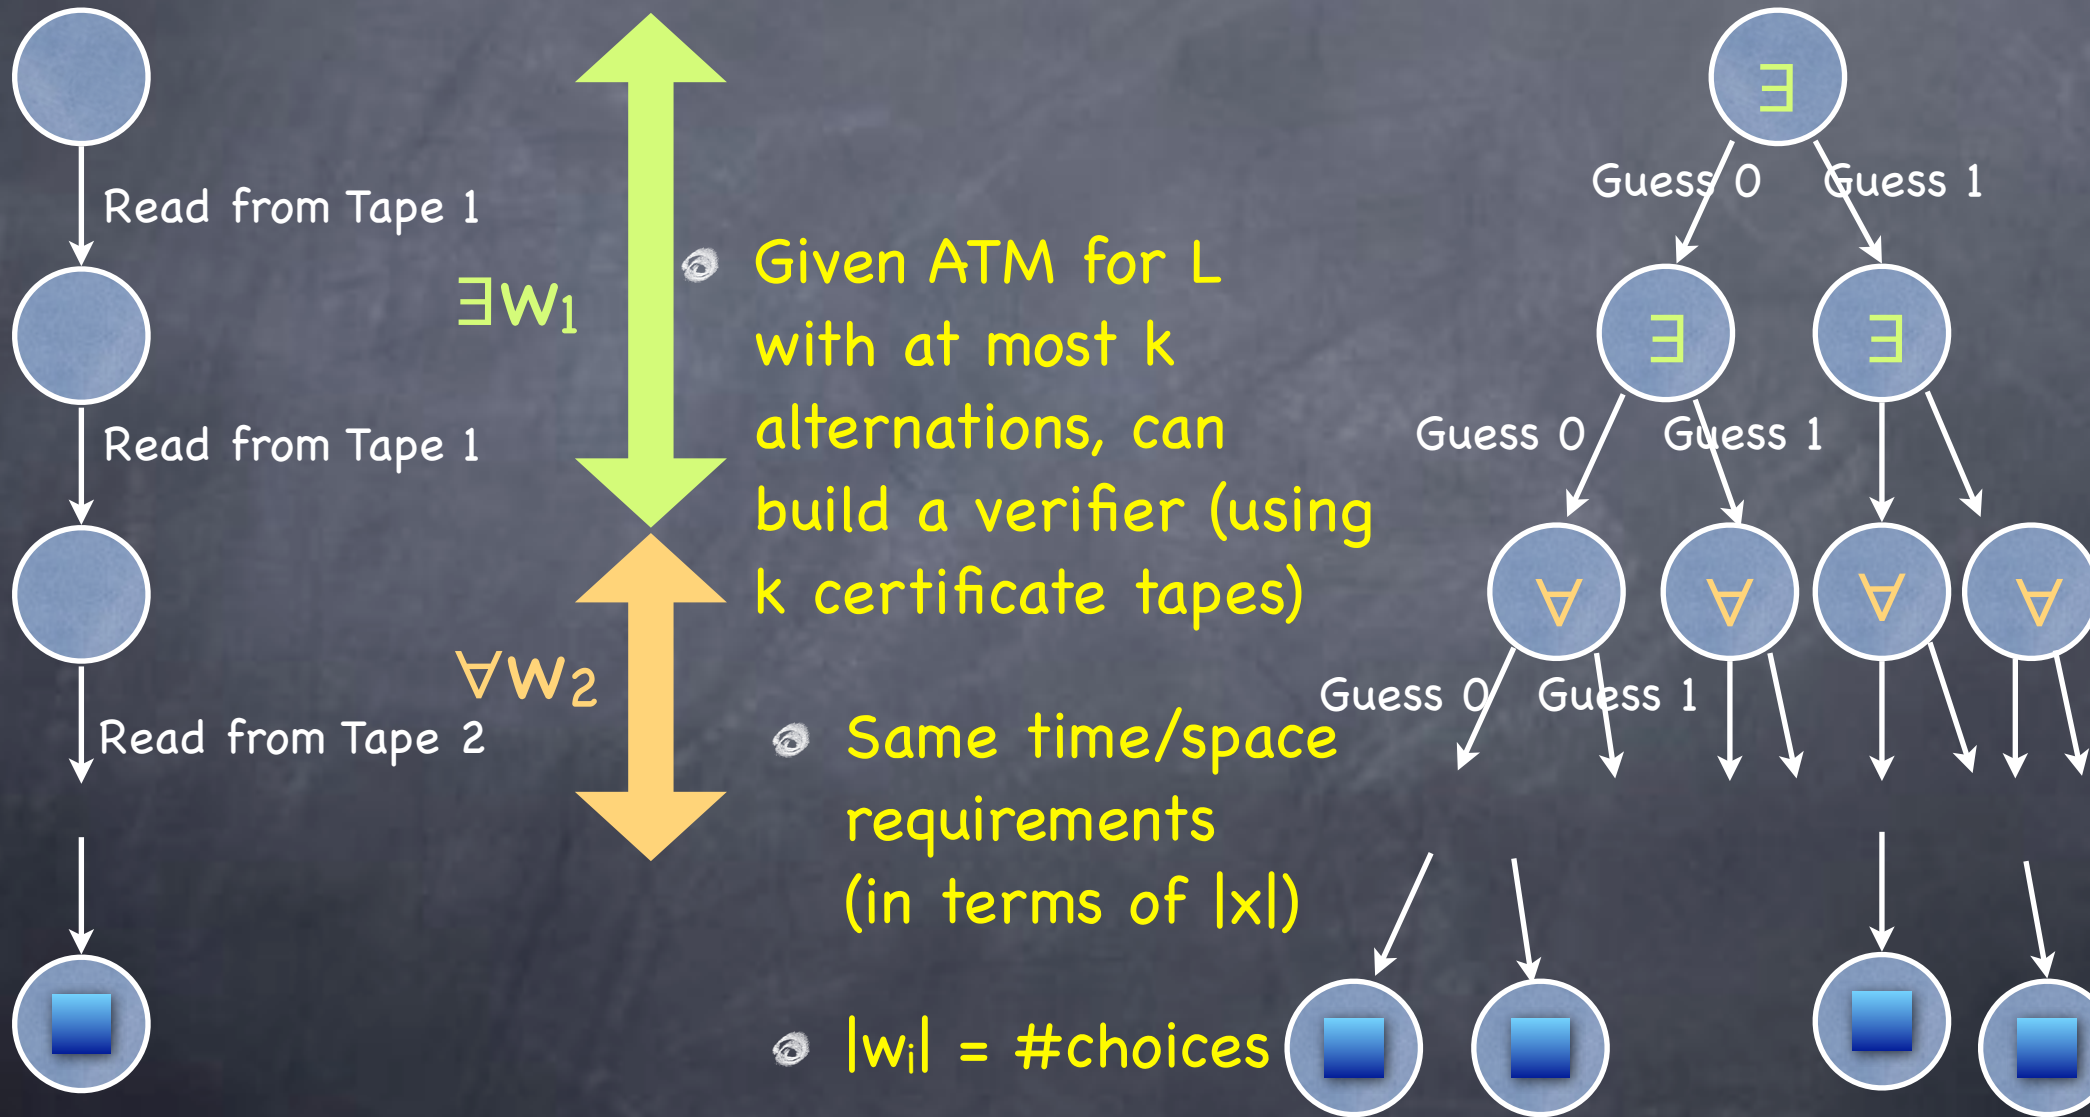 Read from Tape 1
Read from Tape 1
Read from Tape 2
∃w₁
∀w₂
Given ATM for L
with at most k
alternations, can
build a verifier (using
k certificate tapes)
Same time/space
requirements
(in terms of |x|)
|wᵢ| = #choices
∃
Guess 0 Guess 1
∃ ∃
Guess 0 Guess 1
∀ ∀ ∀ ∀
Guess 0 Guess 1